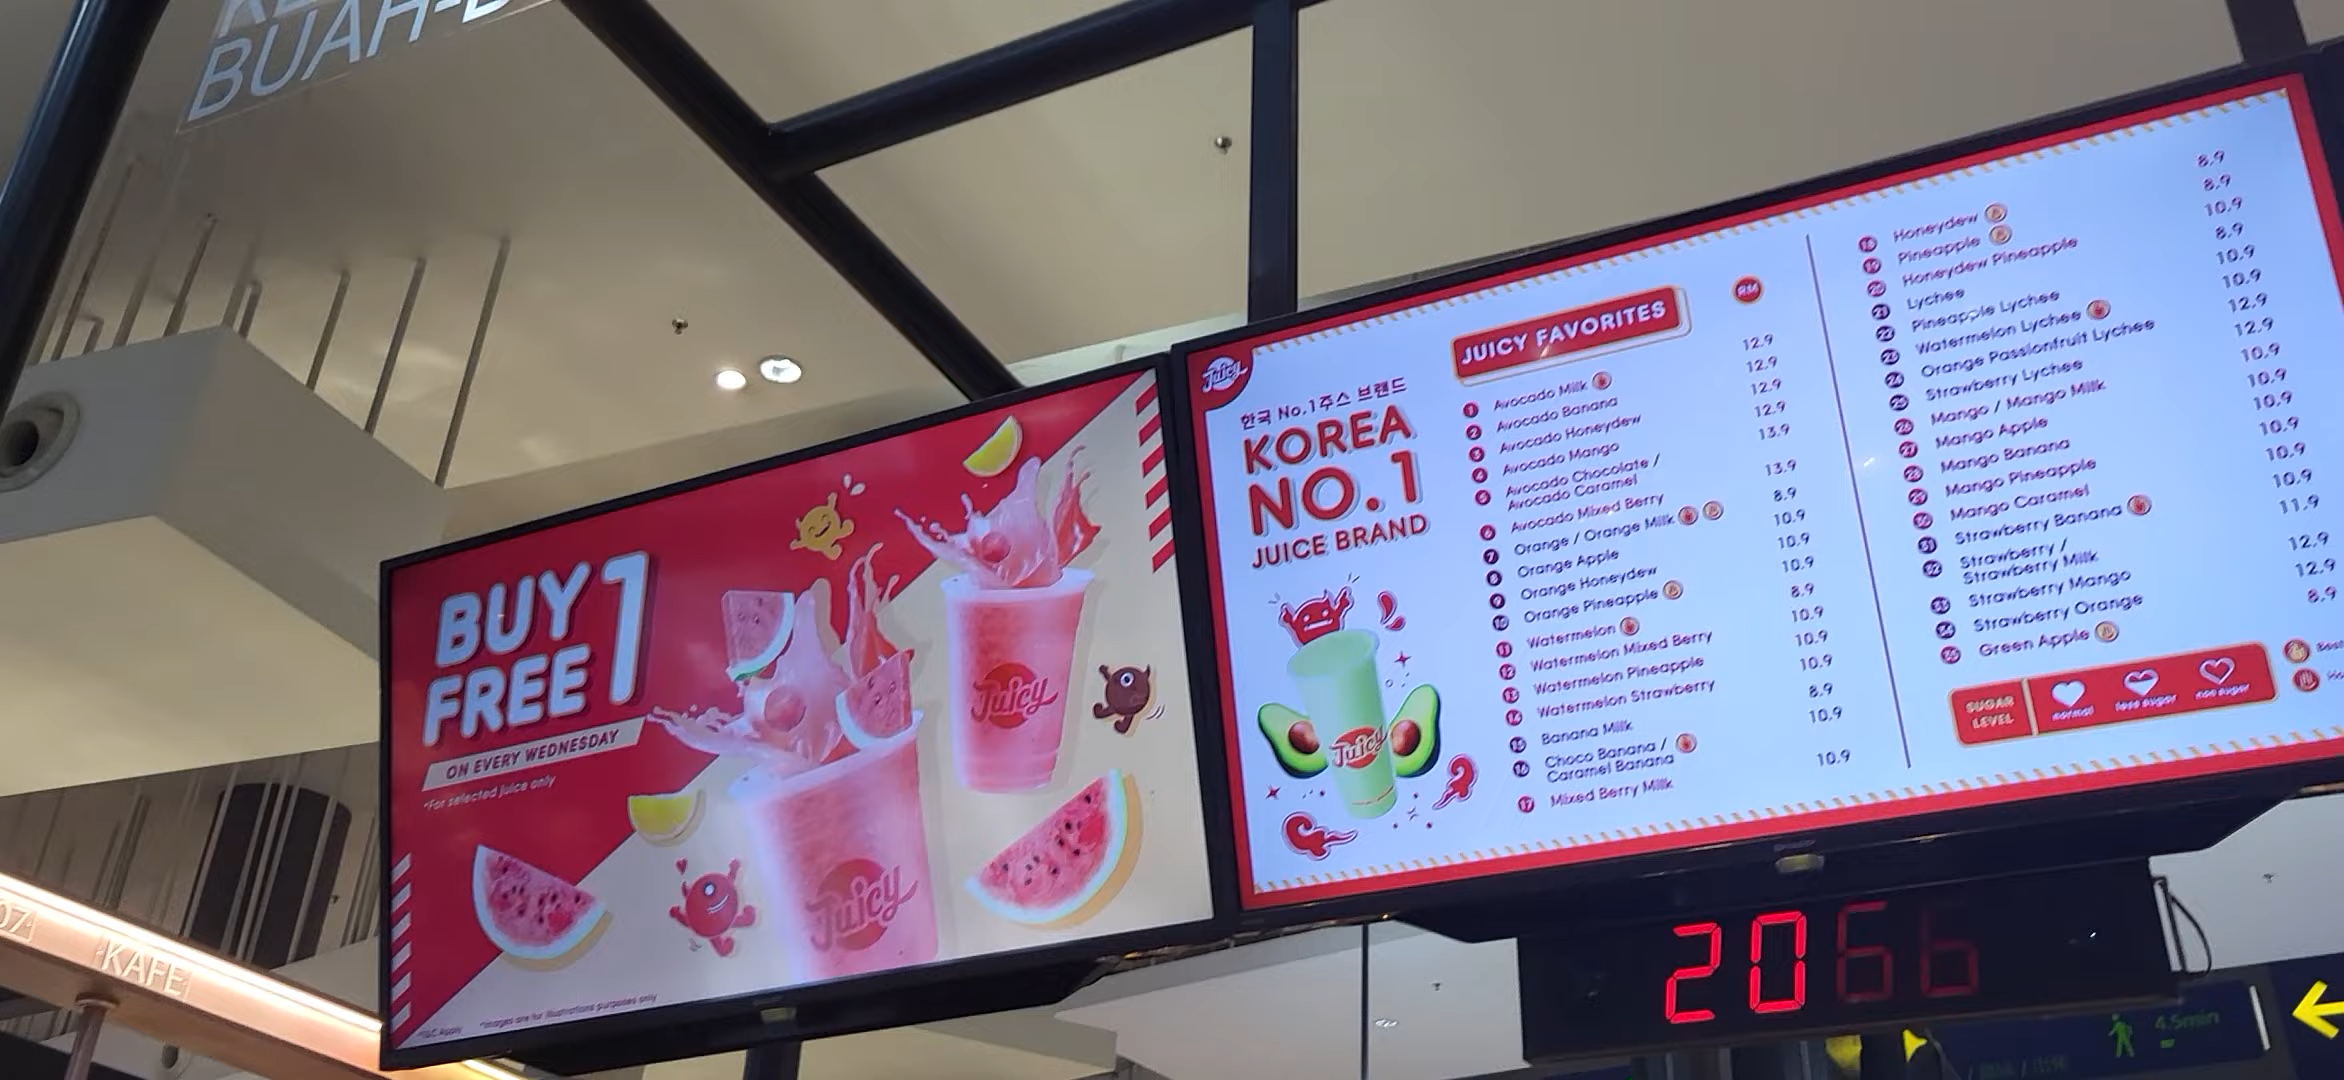 BUAH-B
KAFE
BUY 1
FREE
ON EVERY WEDNESDAY
*For selected juice only
Juicy
Juicy
*T&C Apply
*Images are for illustrations purposes only
Juicy
한국 No.1주스 브랜드
KOREA
NO.1
JUICE BRAND
Juicy
JUICY FAVORITES
RM
1 Avocado Milk 12.9
2 Avocado Banana 12.9
3 Avocado Honeydew 12.9
4 Avocado Mango 12.9
5 Avocado Chocolate / 13.9
Avocado Caramel
6 Avocado Mixed Berry 13.9
7 Orange / Orange Milk 8.9
8 Orange Apple 10.9
9 Orange Honeydew 10.9
10 Orange Pineapple 10.9
11 Watermelon 8.9
12 Watermelon Mixed Berry 10.9
13 Watermelon Pineapple 10.9
14 Watermelon Strawberry 10.9
15 Banana Milk 8.9
16 Choco Banana / 10.9
Caramel Banana
17 Mixed Berry Milk 10.9
18 Honeydew 8.9
19 Pineapple 8.9
20 Honeydew Pineapple 10.9
21 Lychee 8.9
22 Pineapple Lychee 10.9
23 Watermelon Lychee 10.9
24 Orange Passionfruit Lychee 12.9
25 Strawberry Lychee 12.9
26 Mango / Mango Milk 10.9
27 Mango Apple 10.9
28 Mango Banana 10.9
29 Mango Pineapple 10.9
30 Mango Caramel 10.9
31 Strawberry Banana 10.9
32 Strawberry / 11.9
Strawberry Milk
33 Strawberry Mango 12.9
34 Strawberry Orange 12.9
35 Green Apple 8.9
SUGAR
LEVEL
normal
less sugar
non sugar
2066
4.5min